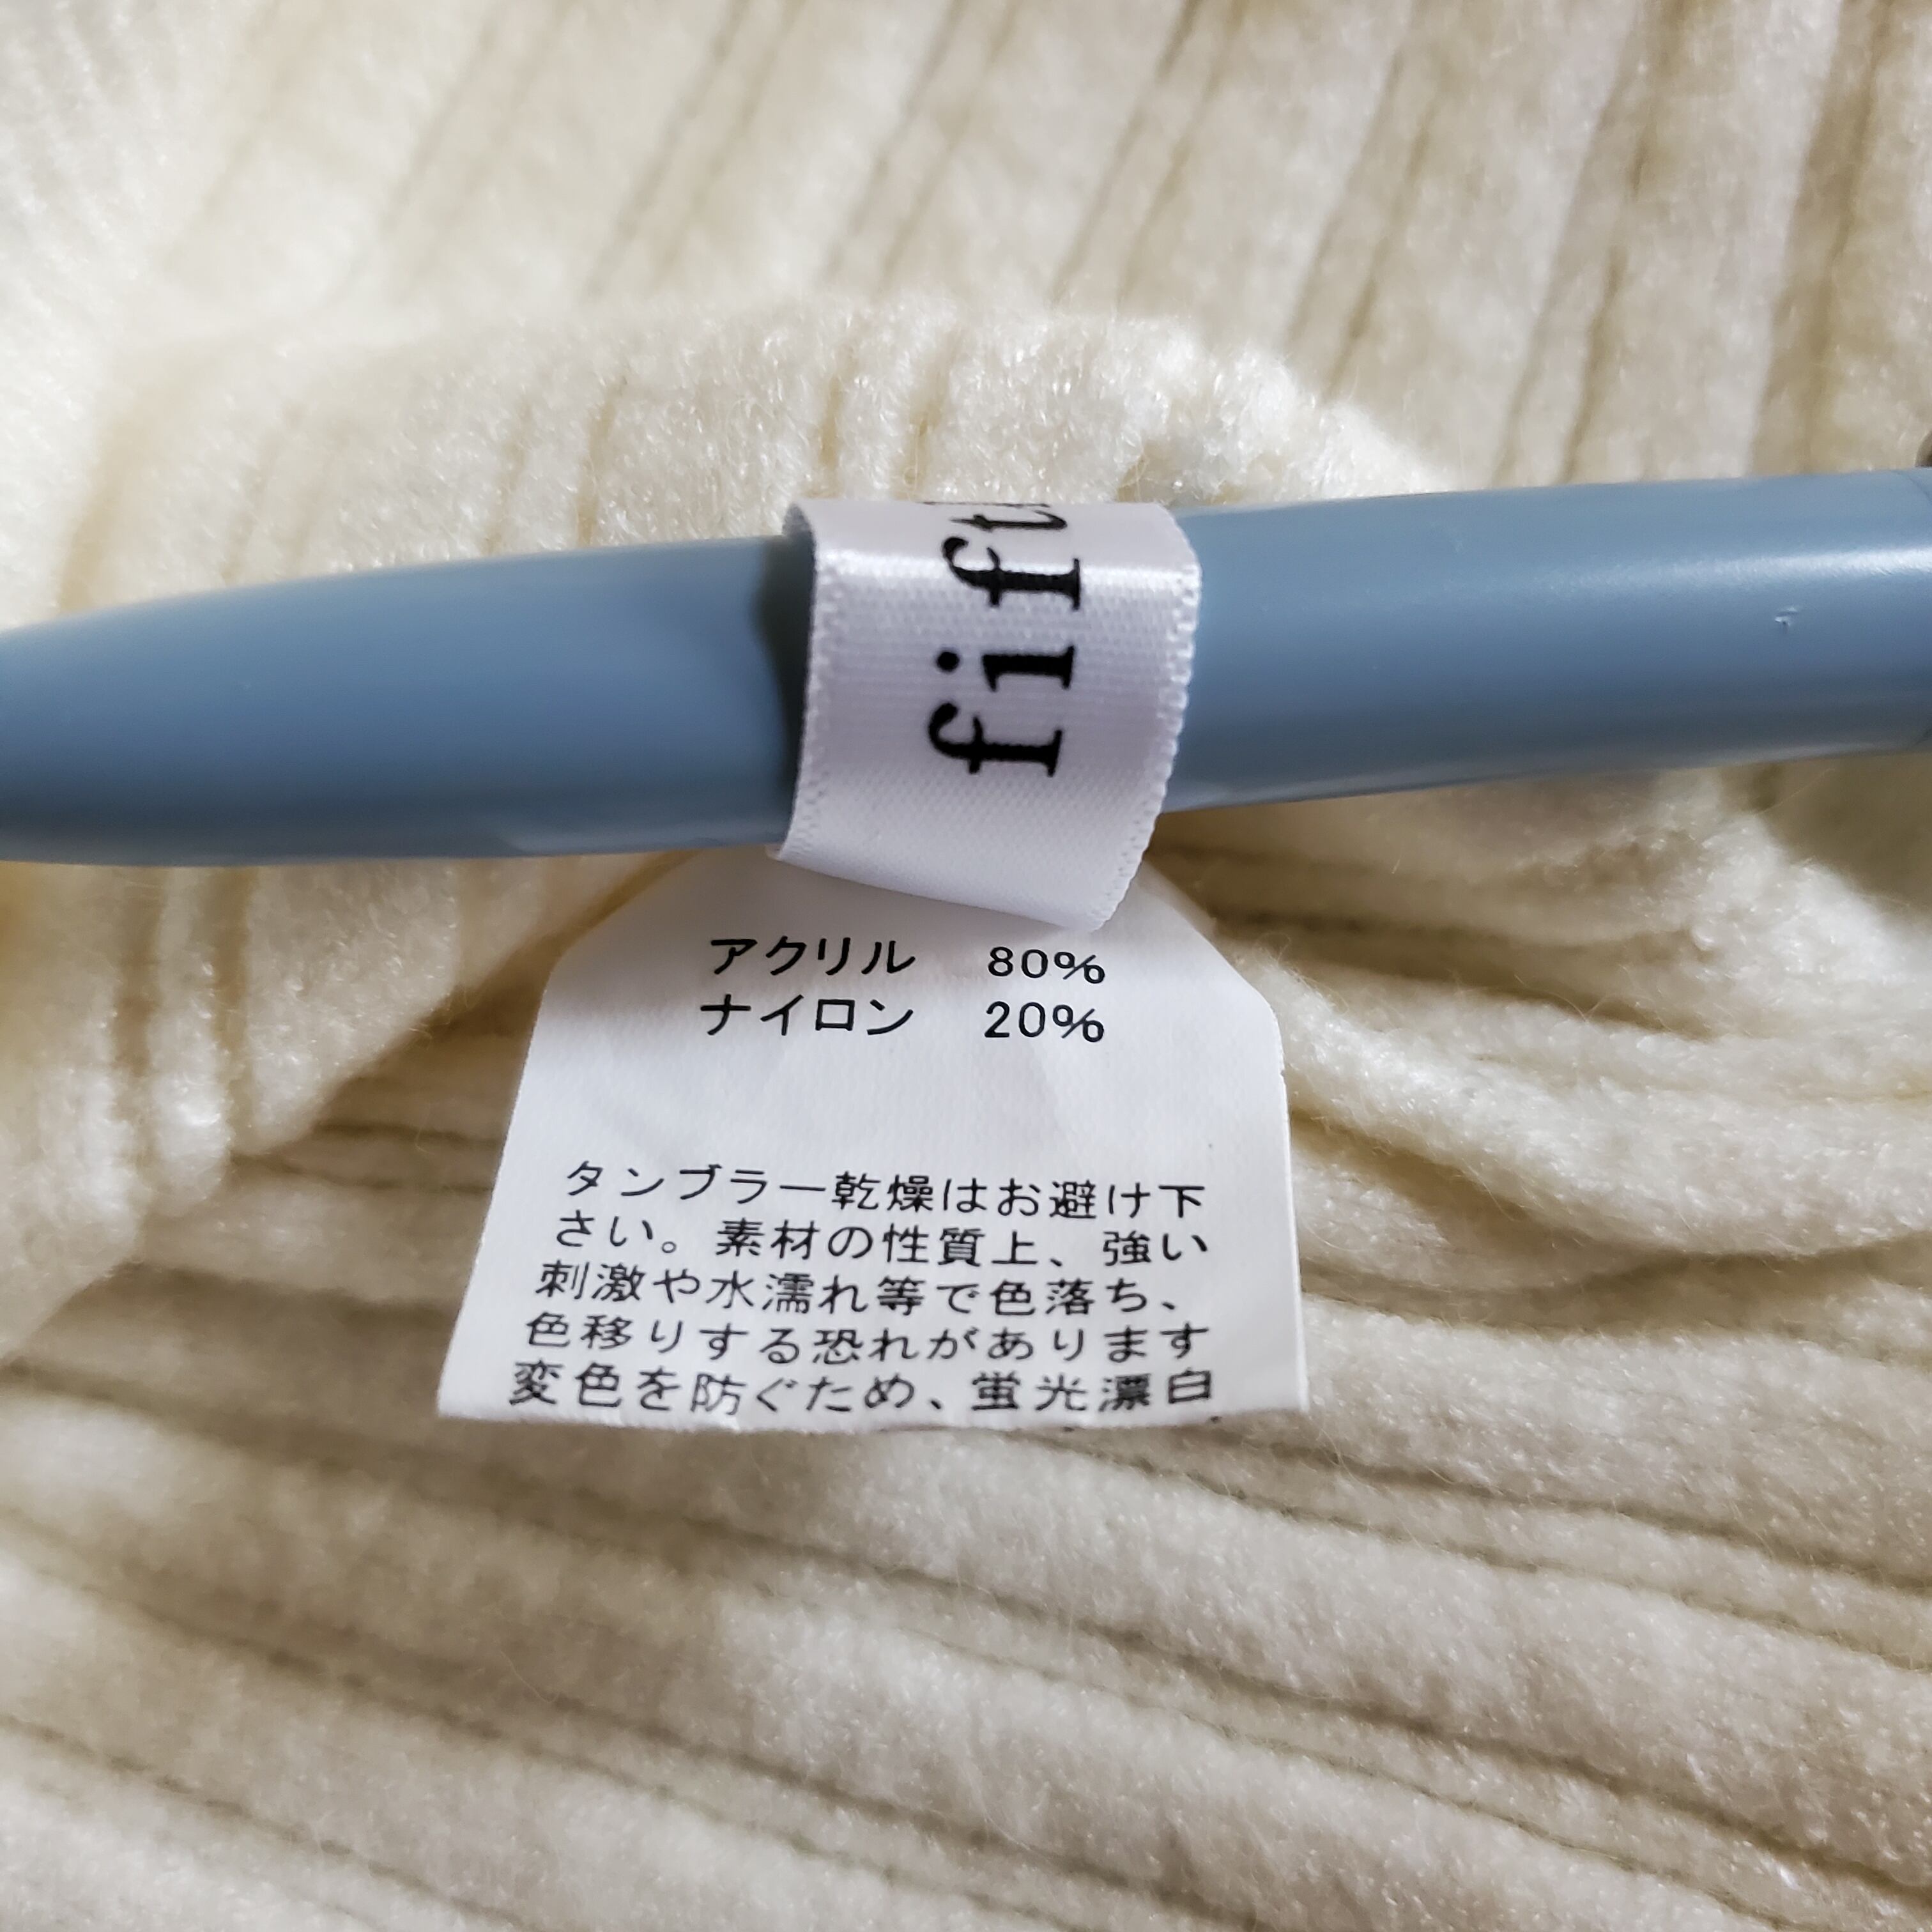 fift
アクリル 80%
ナイロン 20%
タンブラー乾燥はお避け下
さい。素材の性質上、強い
刺激や水濡れ等で色落ち、
色移りする恐れがあります
変色を防ぐため、蛍光漂白